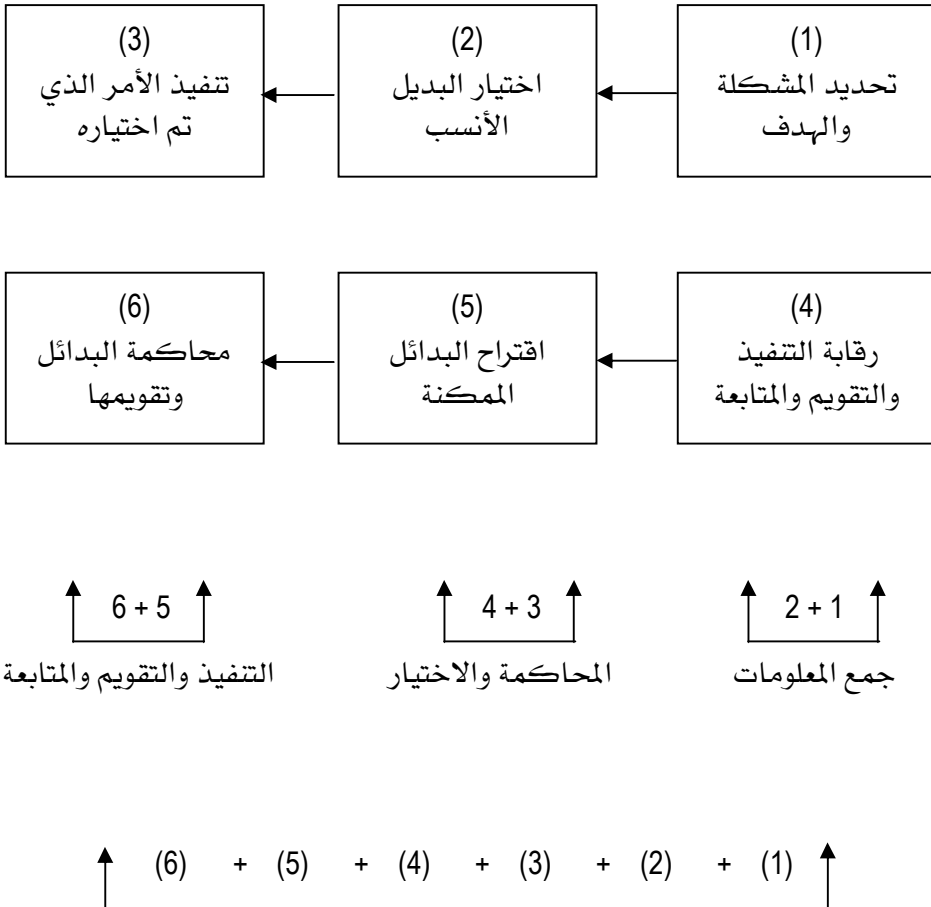 (1)
تحديد المشكلة
والهدف
(2)
اختيار البديل
الأنسب
(3)
تنفيذ الأمر الذي
تم اختياره
(4)
رقابة التنفيذ
والتقويم والمتابعة
(5)
اقتراح البدائل
الممكنة
(6)
محاكمة البدائل
وتقويمها
2 + 1
جمع المعلومات
4 + 3
المحاكمة والاختيار
6 + 5
التنفيذ والتقويم والمتابعة
(6) + (5) + (4) + (3) + (2) + (1)